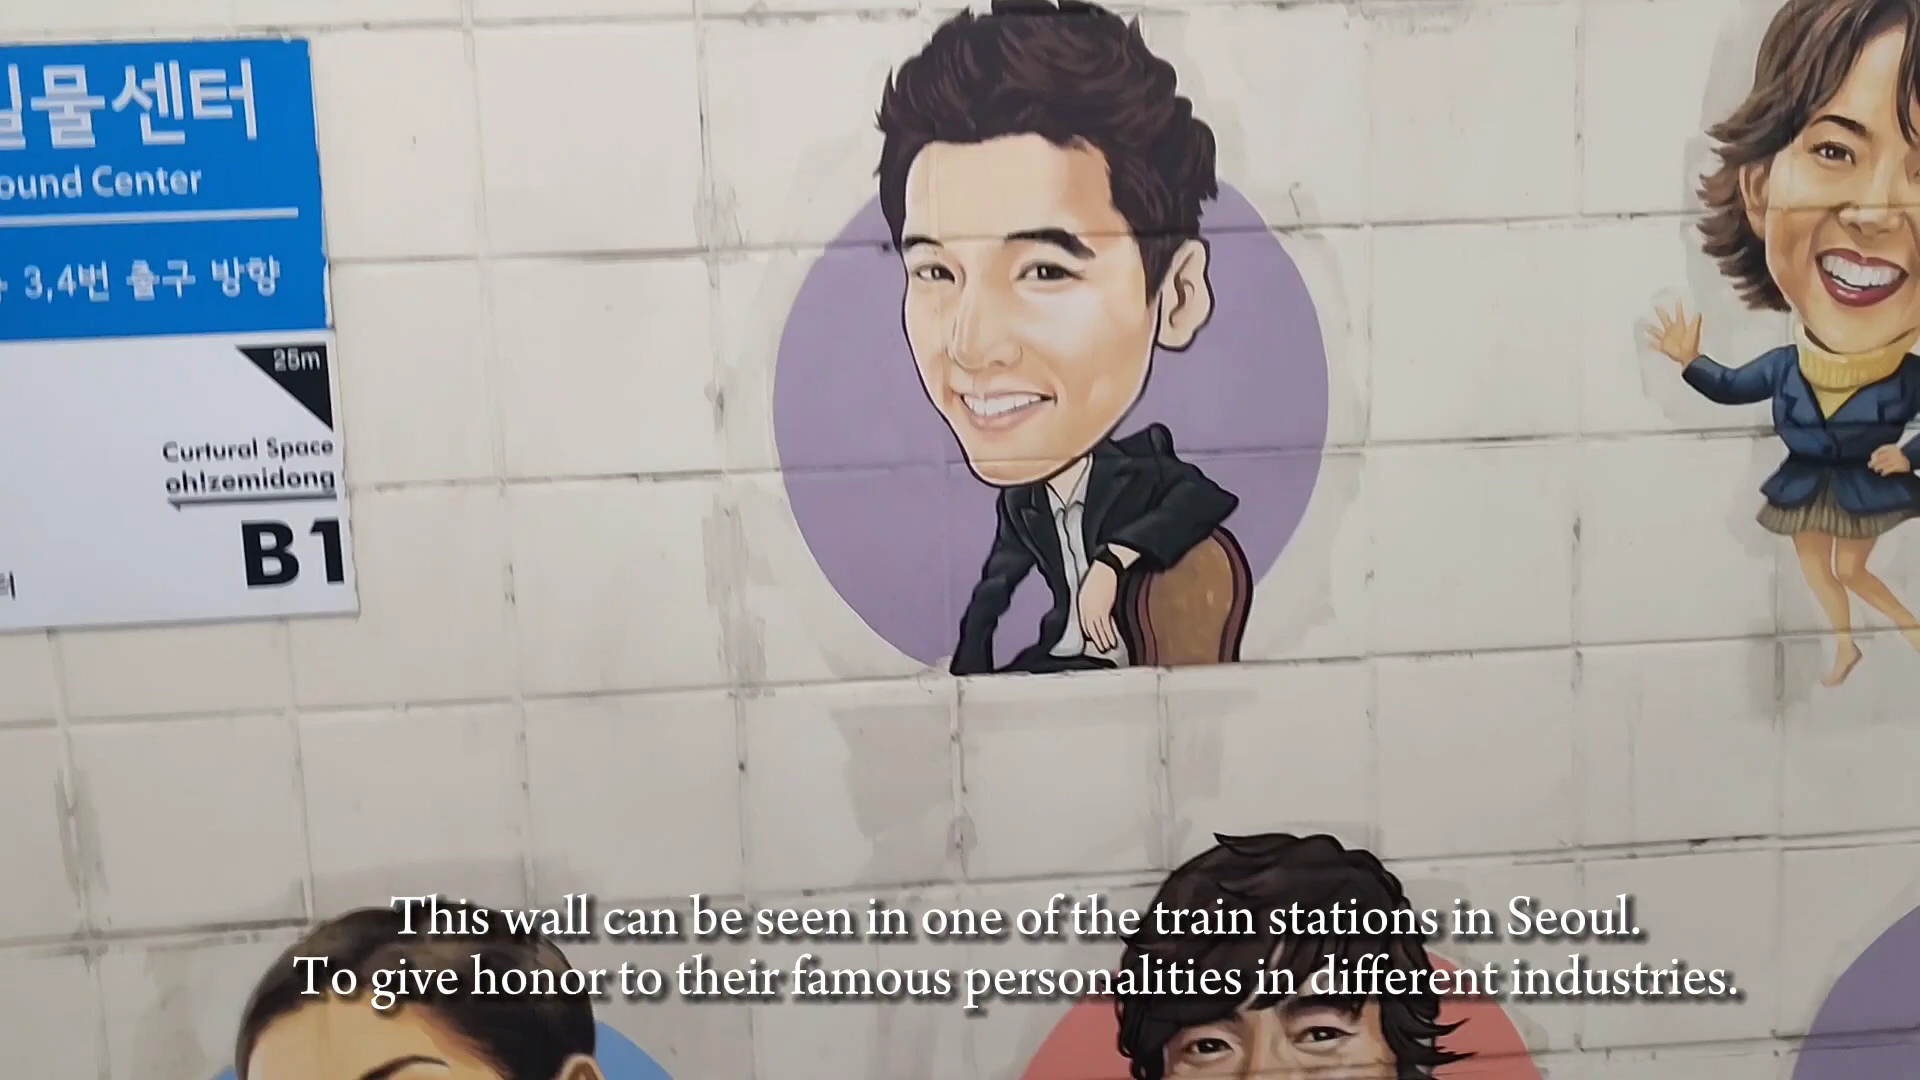 물센터
ound Center
3,4번 출구 방향
25m
Curtural Space
oh!zemidong
B1
This wall can be seen in one of the train stations in Seoul.
To give honor to their famous personalities in different industries.